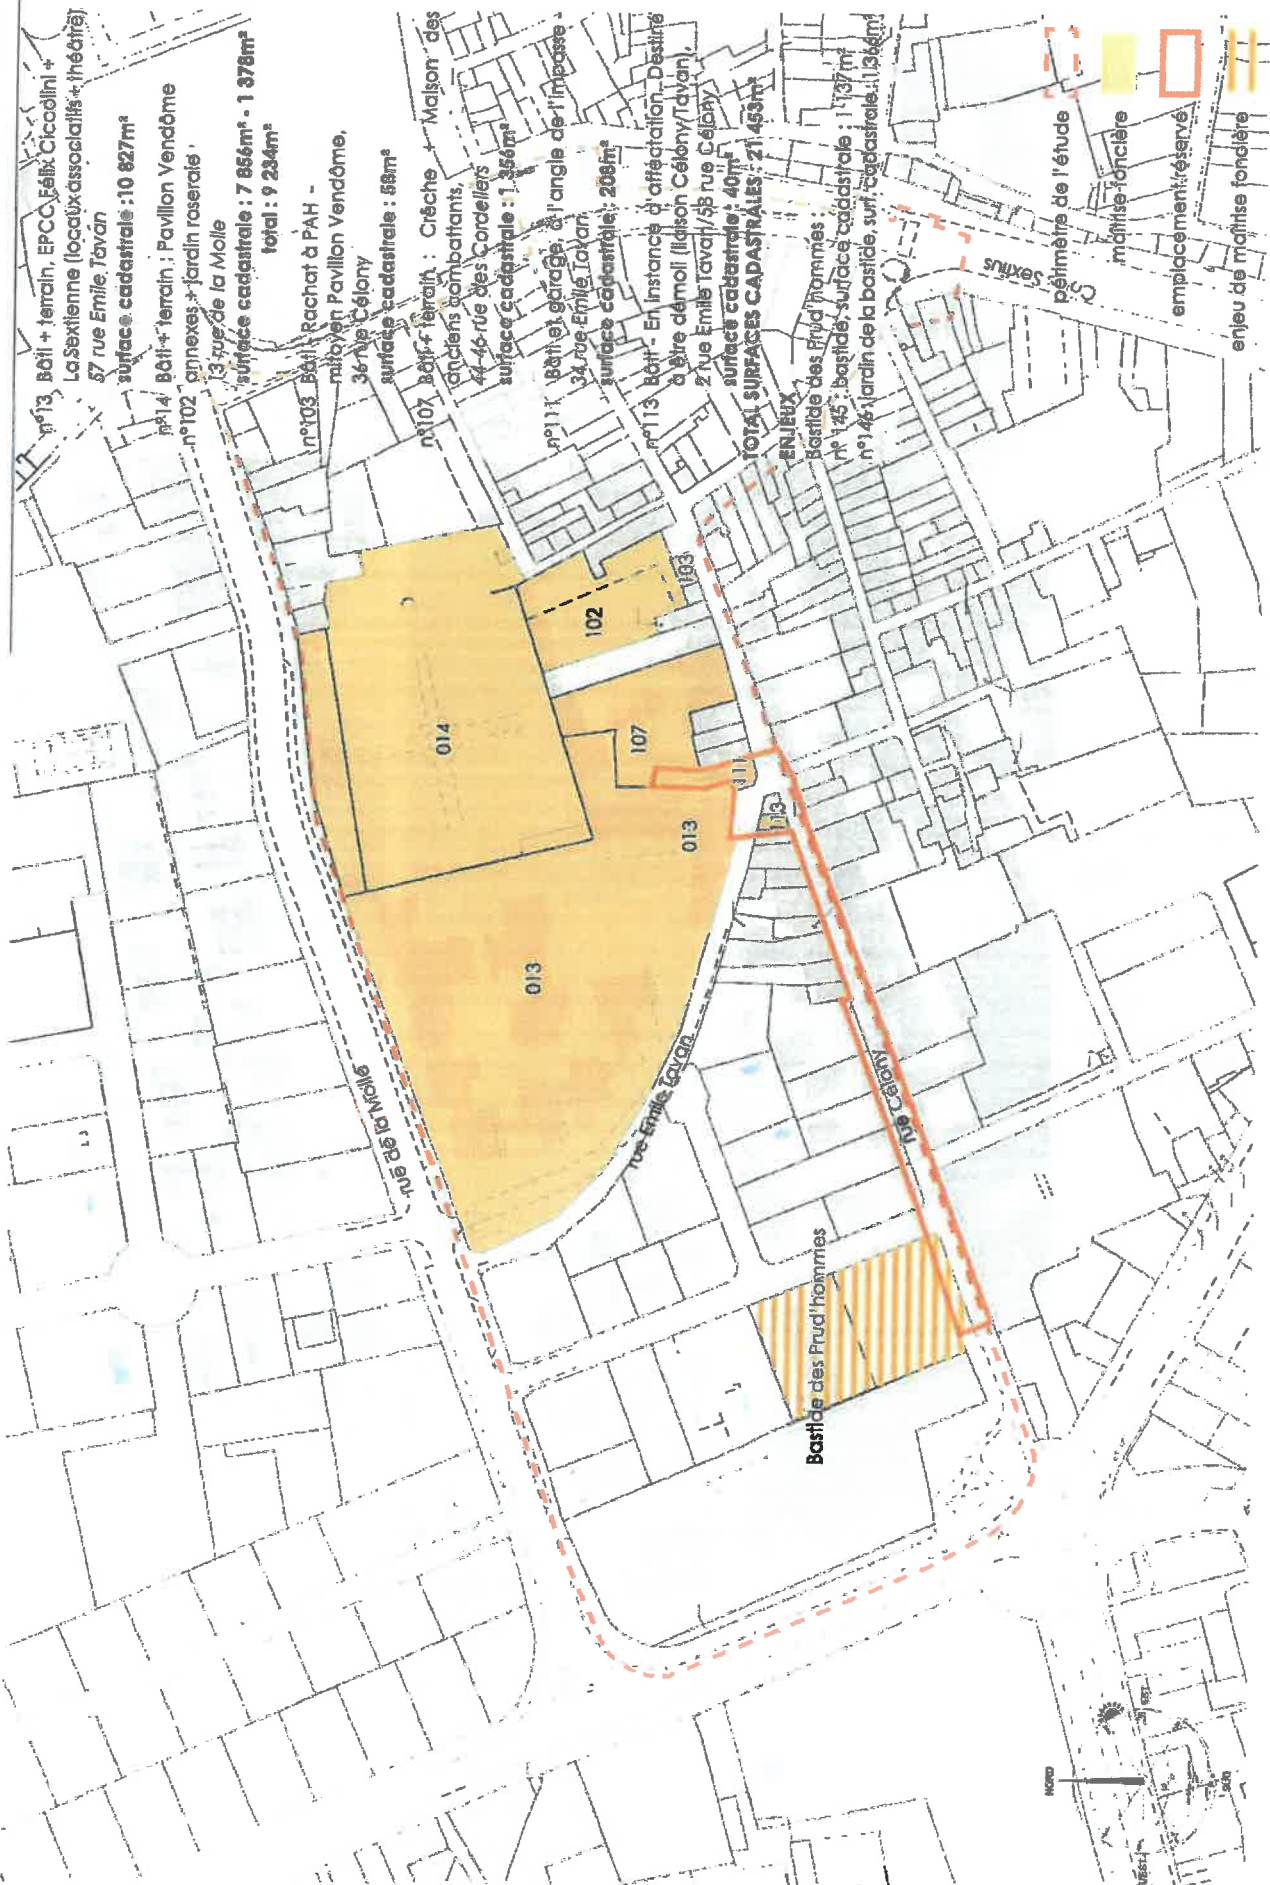 n°13 Bâti + terrain, EPCC, Félix Ciccolini +
La Sextienne (locaux associatifs + théâtre)
57 rue Emile Tavan
surface cadastrale : 10 827m²
n°14 Bâti + terrain ; Pavillon Vendôme
n°102 annexes + jardin roseraie
13 rue de la Molle
surface cadastrale : 7 856m² - 1 378m²
total : 9 234m²
n°103 Bâti - Rachat à PAH -
mitoyen Pavillon Vendôme,
36 rue Célony
surface cadastrale : 58m²
n°107 Bâti + terrain : Crèche + Maison des
anciens combattants,
44-46 rue des Cordeliers
surface cadastrale : 1 356m²
n°111 Bâti et garage, à l'angle de l'impasse -
34 rue Emile Tavan
surface cadastrale : 208m²
n°113 Bâti - En instance d'affectation. Destiné
à être démoli (liaison Célony/Tavan),
2 rue Emile Tavan/58 rue Célony
surface cadastrale : 40m²
TOTAL SURFACES CADASTRALES : 21 453m²
ENJEUX
Bastide des Prud'hommes :
n° 145 : bastide, surface cadastrale : 1137m²
n°146 : jardin de la bastide, surf. cadastrale :
périmètre de l'étude
maîtrise foncière
emplacement réservé
enjeu de maîtrise foncière
rue de la Molle
014
102
103
107
111
013
113
013
rue Emile Tavan
rue Célony
Bastide des Prud'hommes
Crs Sextius
NORD
EST
SUD
OUEST